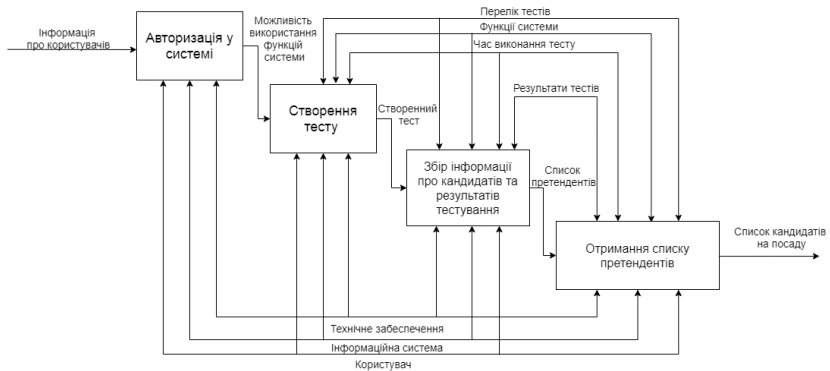 Інформація
про користувачів
Авторизація у
системі
Можливість
використання
функцій
системи
Перелік тестів
Функції системи
Час виконання тесту
Результати тестів
Створення
тесту
Створенний
тест
Збір інформації
про кандидатів та
результатів
тестування
Список
претендентів
Отримання списку
претендентів
Список кандидатів
на посаду
Технічне забеспечення
Інформаційна система
Користувач